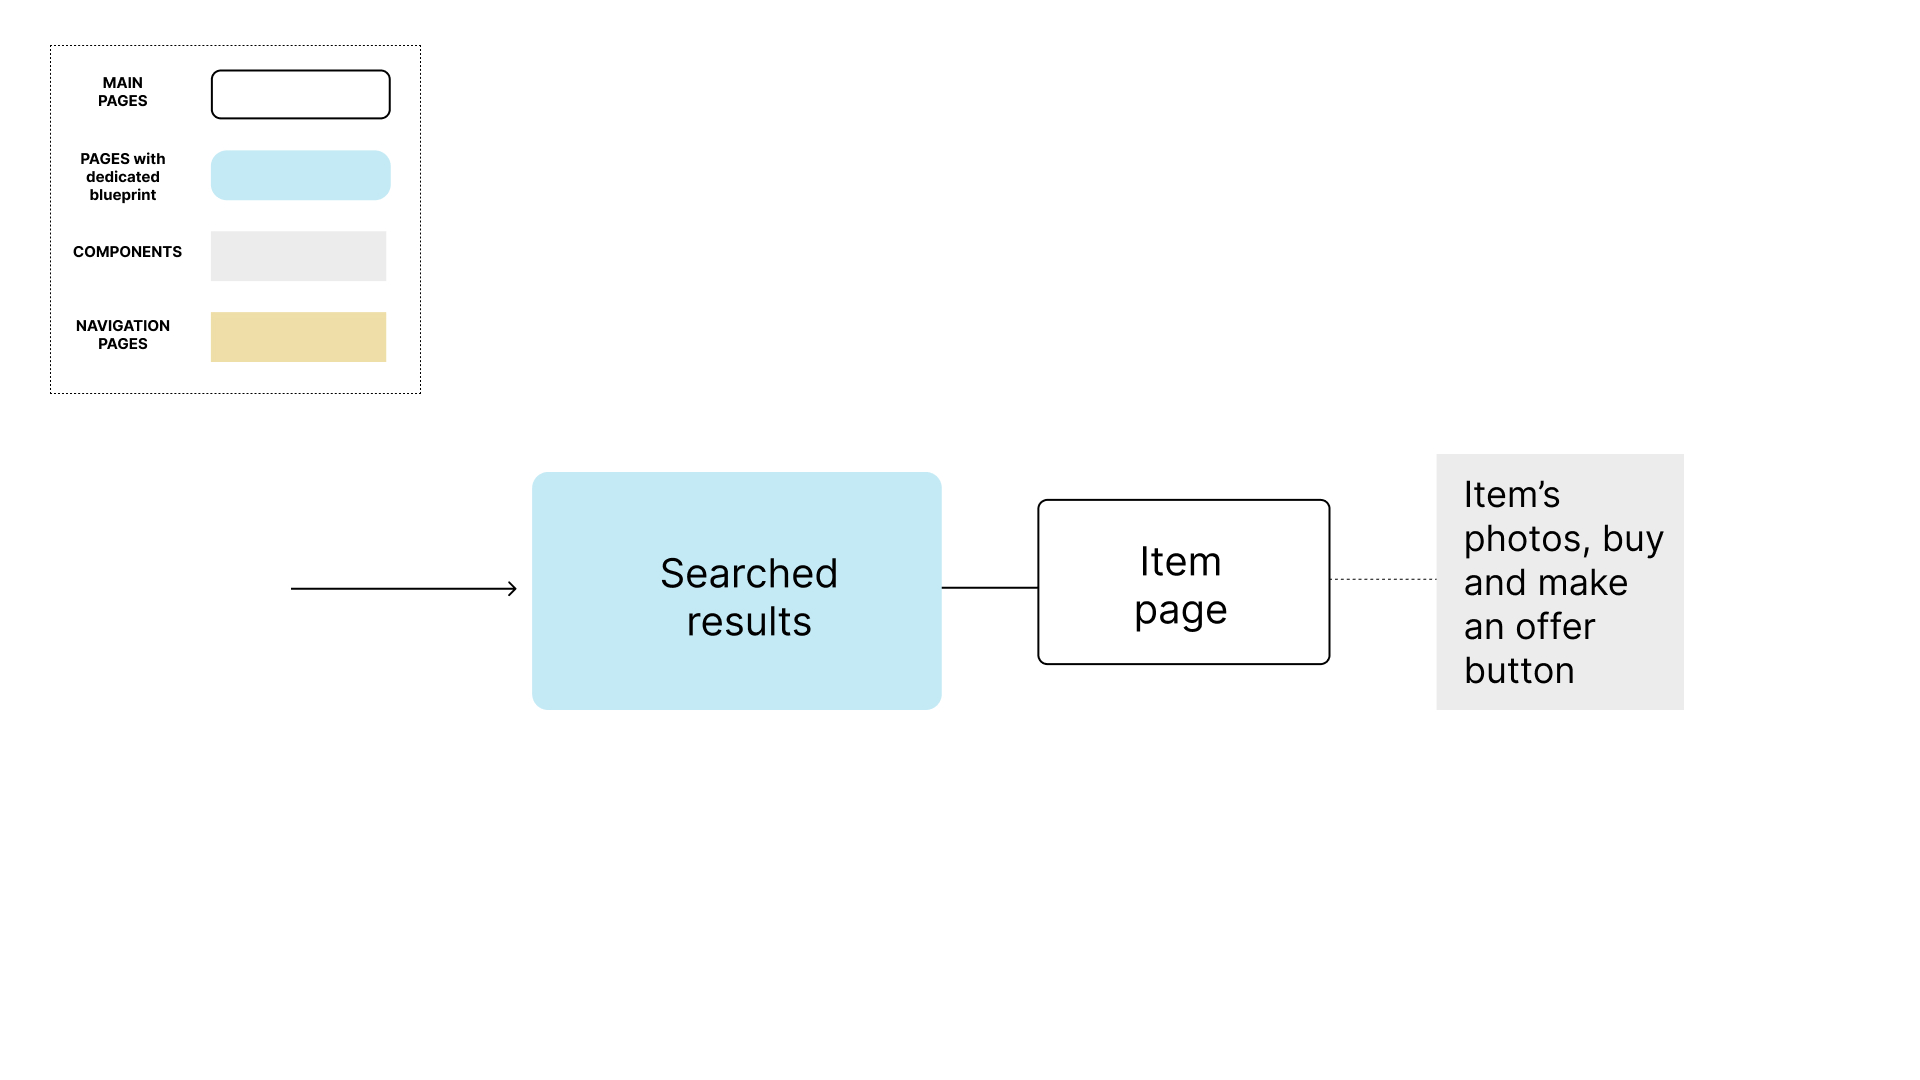 MAIN
PAGES
PAGES with
dedicated
blueprint
COMPONENTS
NAVIGATION
PAGES
Searched
results
Item
page
Item’s
photos, buy
and make
an offer
button